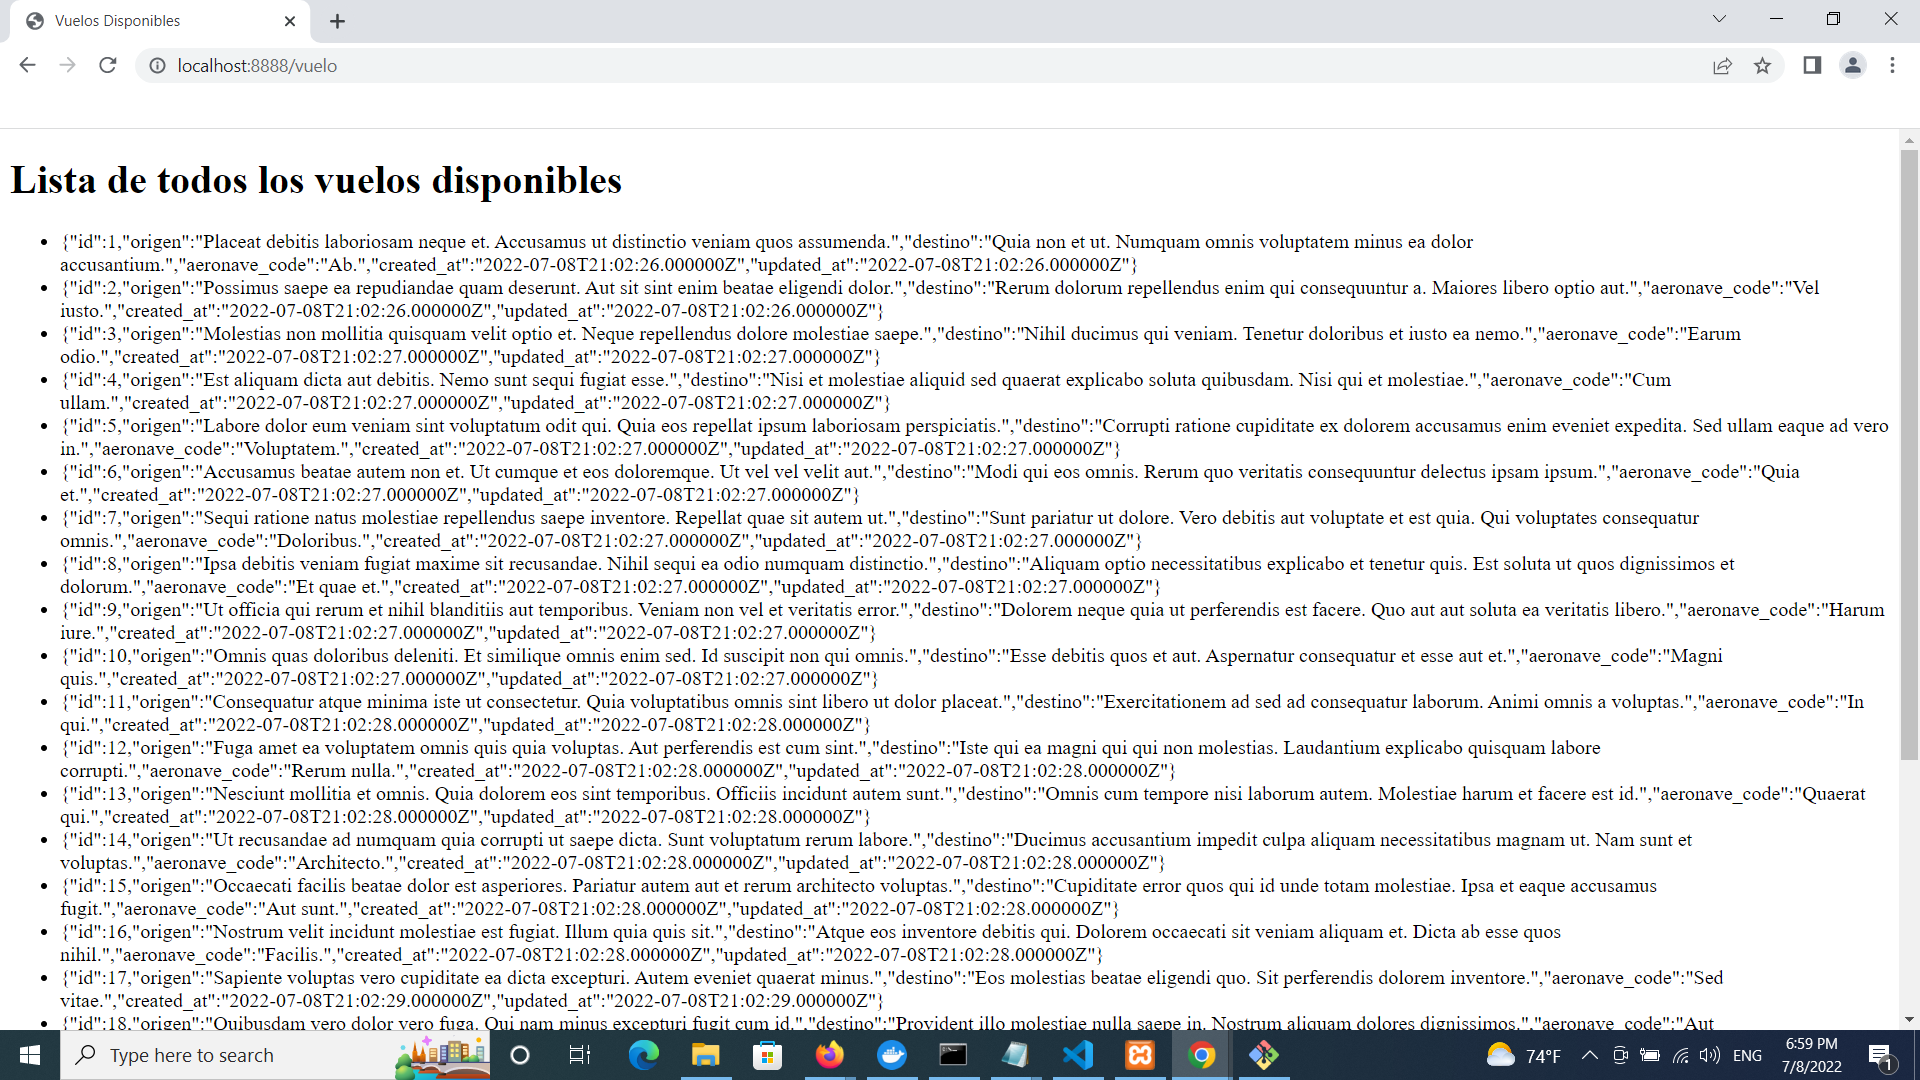 Vuelos Disponibles
localhost:8888/vuelo
Lista de todos los vuelos disponibles
{"id":1,"origen":"Placeat debitis laboriosam neque et. Accusamus ut distinctio veniam quos assumenda.","destino":"Quia non et ut. Numquam omnis voluptatem minus ea dolor
accusantium.","aeronave_code":"Ab.","created_at":"2022-07-08T21:02:26.000000Z","updated_at":"2022-07-08T21:02:26.000000Z"}
{"id":2,"origen":"Possimus saepe ea repudiandae quam deserunt. Aut sit sint enim beatae eligendi dolor.","destino":"Rerum dolorum repellendus enim qui consequuntur a. Maiores libero optio aut.","aeronave_code":"Vel
iusto.","created_at":"2022-07-08T21:02:26.000000Z","updated_at":"2022-07-08T21:02:26.000000Z"}
{"id":3,"origen":"Molestias non mollitia quisquam velit optio et. Neque repellendus dolore molestiae saepe.","destino":"Nihil ducimus qui veniam. Tenetur doloribus et iusto ea nemo.","aeronave_code":"Earum
odio.","created_at":"2022-07-08T21:02:27.000000Z","updated_at":"2022-07-08T21:02:27.000000Z"}
{"id":4,"origen":"Est aliquam dicta aut debitis. Nemo sunt sequi fugiat esse.","destino":"Nisi et molestiae aliquid sed quaerat explicabo soluta quibusdam. Nisi qui et molestiae.","aeronave_code":"Cum
ullam.","created_at":"2022-07-08T21:02:27.000000Z","updated_at":"2022-07-08T21:02:27.000000Z"}
{"id":5,"origen":"Labore dolor eum veniam sint voluptatum odit qui. Quia eos repellat ipsum laboriosam perspiciatis.","destino":"Corrupti ratione cupiditate ex dolorem accusamus enim eveniet expedita. Sed ullam eaque ad vero
in.","aeronave_code":"Voluptatem.","created_at":"2022-07-08T21:02:27.000000Z","updated_at":"2022-07-08T21:02:27.000000Z"}
{"id":6,"origen":"Accusamus beatae autem non et. Ut cumque et eos doloremque. Ut vel vel velit aut.","destino":"Modi qui eos omnis. Rerum quo veritatis consequuntur delectus ipsam ipsum.","aeronave_code":"Quia
et.","created_at":"2022-07-08T21:02:27.000000Z","updated_at":"2022-07-08T21:02:27.000000Z"}
{"id":7,"origen":"Sequi ratione natus molestiae repellendus saepe inventore. Repellat quae sit autem ut.","destino":"Sunt pariatur ut dolore. Vero debitis aut voluptate et est quia. Qui voluptates consequatur
omnis.","aeronave_code":"Doloribus.","created_at":"2022-07-08T21:02:27.000000Z","updated_at":"2022-07-08T21:02:27.000000Z"}
{"id":8,"origen":"Ipsa debitis veniam fugiat maxime sit recusandae. Nihil sequi ea odio numquam distinctio.","destino":"Aliquam optio necessitatibus explicabo et tenetur quis. Est soluta ut quos dignissimos et
dolorum.","aeronave_code":"Et quae et.","created_at":"2022-07-08T21:02:27.000000Z","updated_at":"2022-07-08T21:02:27.000000Z"}
{"id":9,"origen":"Ut officia qui rerum et nihil blanditiis aut temporibus. Veniam non vel et veritatis error.","destino":"Dolorem neque quia ut perferendis est facere. Quo aut aut soluta ea veritatis libero.","aeronave_code":"Harum
iure.","created_at":"2022-07-08T21:02:27.000000Z","updated_at":"2022-07-08T21:02:27.000000Z"}
{"id":10,"origen":"Omnis quas doloribus deleniti. Et similique omnis enim sed. Id suscipit non qui omnis.","destino":"Esse debitis quos et aut. Aspernatur consequatur et esse aut et.","aeronave_code":"Magni
quis.","created_at":"2022-07-08T21:02:27.000000Z","updated_at":"2022-07-08T21:02:27.000000Z"}
{"id":11,"origen":"Consequatur atque minima iste ut consectetur. Quia voluptatibus omnis sint libero ut dolor placeat.","destino":"Exercitationem ad sed ad consequatur laborum. Animi omnis a voluptas.","aeronave_code":"In
qui.","created_at":"2022-07-08T21:02:28.000000Z","updated_at":"2022-07-08T21:02:28.000000Z"}
{"id":12,"origen":"Fuga amet ea voluptatem omnis quis quia voluptas. Aut perferendis est cum sint.","destino":"Iste qui ea magni qui qui non molestias. Laudantium explicabo quisquam labore
corrupti.","aeronave_code":"Rerum nulla.","created_at":"2022-07-08T21:02:28.000000Z","updated_at":"2022-07-08T21:02:28.000000Z"}
{"id":13,"origen":"Nesciunt mollitia et omnis. Quia dolorem eos sint temporibus. Officiis incidunt autem sunt.","destino":"Omnis cum tempore nisi laborum autem. Molestiae harum et facere est id.","aeronave_code":"Quaerat
qui.","created_at":"2022-07-08T21:02:28.000000Z","updated_at":"2022-07-08T21:02:28.000000Z"}
{"id":14,"origen":"Ut recusandae ad numquam quia corrupti ut saepe dicta. Sunt voluptatum rerum labore.","destino":"Ducimus accusantium impedit culpa aliquam necessitatibus magnam ut. Nam sunt et
voluptas.","aeronave_code":"Architecto.","created_at":"2022-07-08T21:02:28.000000Z","updated_at":"2022-07-08T21:02:28.000000Z"}
{"id":15,"origen":"Occaecati facilis beatae dolor est asperiores. Pariatur autem aut et rerum architecto voluptas.","destino":"Cupiditate error quos qui id unde totam molestiae. Ipsa et eaque accusamus
fugit.","aeronave_code":"Aut sunt.","created_at":"2022-07-08T21:02:28.000000Z","updated_at":"2022-07-08T21:02:28.000000Z"}
{"id":16,"origen":"Nostrum velit incidunt molestiae est fugiat. Illum quia quis sit.","destino":"Atque eos inventore debitis qui. Dolorem occaecati sit veniam aliquam et. Dicta ab esse quos
nihil.","aeronave_code":"Facilis.","created_at":"2022-07-08T21:02:28.000000Z","updated_at":"2022-07-08T21:02:28.000000Z"}
{"id":17,"origen":"Sapiente voluptas vero cupiditate ea dicta excepturi. Autem eveniet quaerat minus.","destino":"Eos molestias beatae eligendi quo. Sit perferendis dolorem inventore.","aeronave_code":"Sed
vitae.","created_at":"2022-07-08T21:02:29.000000Z","updated_at":"2022-07-08T21:02:29.000000Z"}
{"id":18,"origen":"Quibusdam vero dolor vero fuga. Qui nam minus excepturi fugit cum id.","destino":"Provident illo molestiae nulla saepe in. Nostrum aliquam dolores dignissimos.","aeronave_code":"Aut
Type here to search
74°F
ENG
6:59 PM
7/8/2022
1